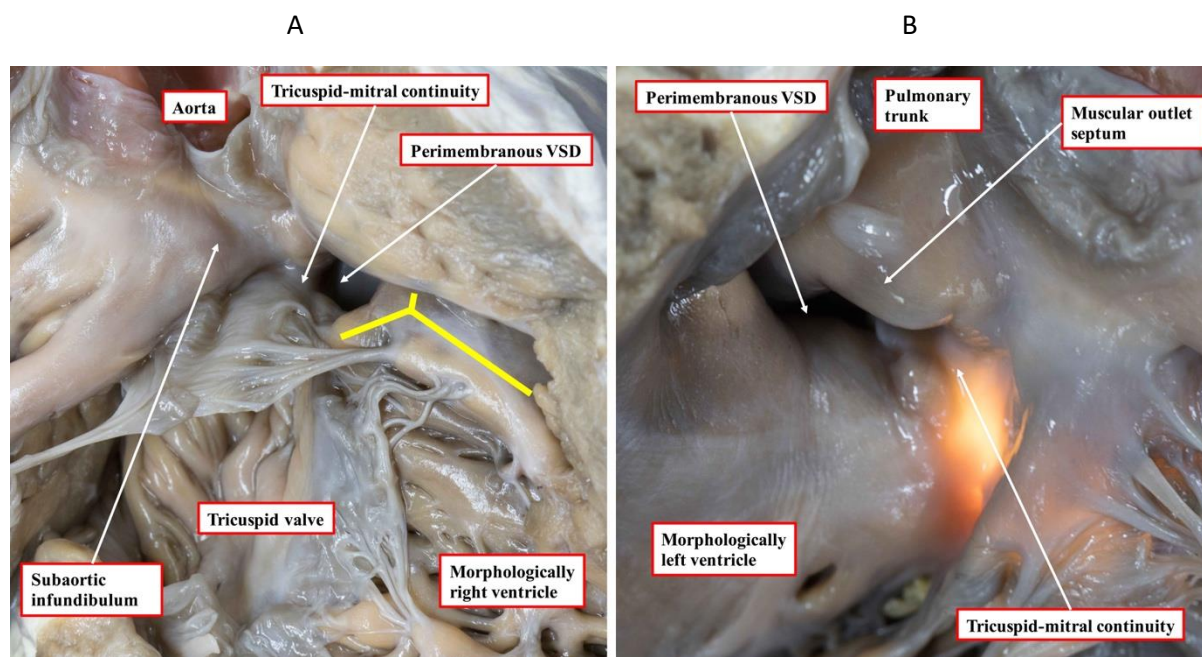 A
B
Aorta
Tricuspid-mitral continuity
Perimembranous VSD
Tricuspid valve
Subaortic
infundibulum
Morphologically
right ventricle
Perimembranous VSD
Pulmonary
trunk
Muscular outlet
septum
Morphologically
left ventricle
Tricuspid-mitral continuity